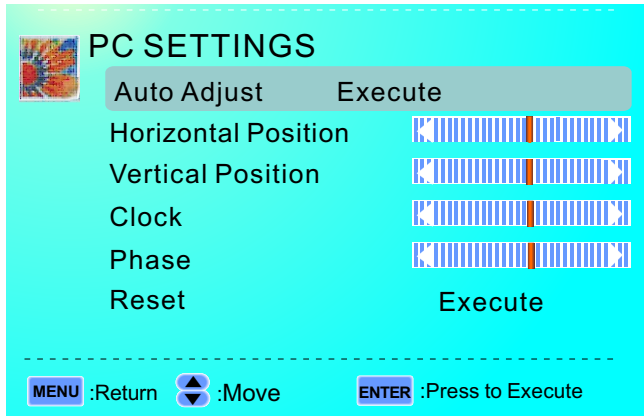 PC SETTINGS
Auto Adjust Execute
Horizontal Position
Vertical Position
Clock
Phase
Reset Execute
MENU :Return :Move ENTER :Press to Execute